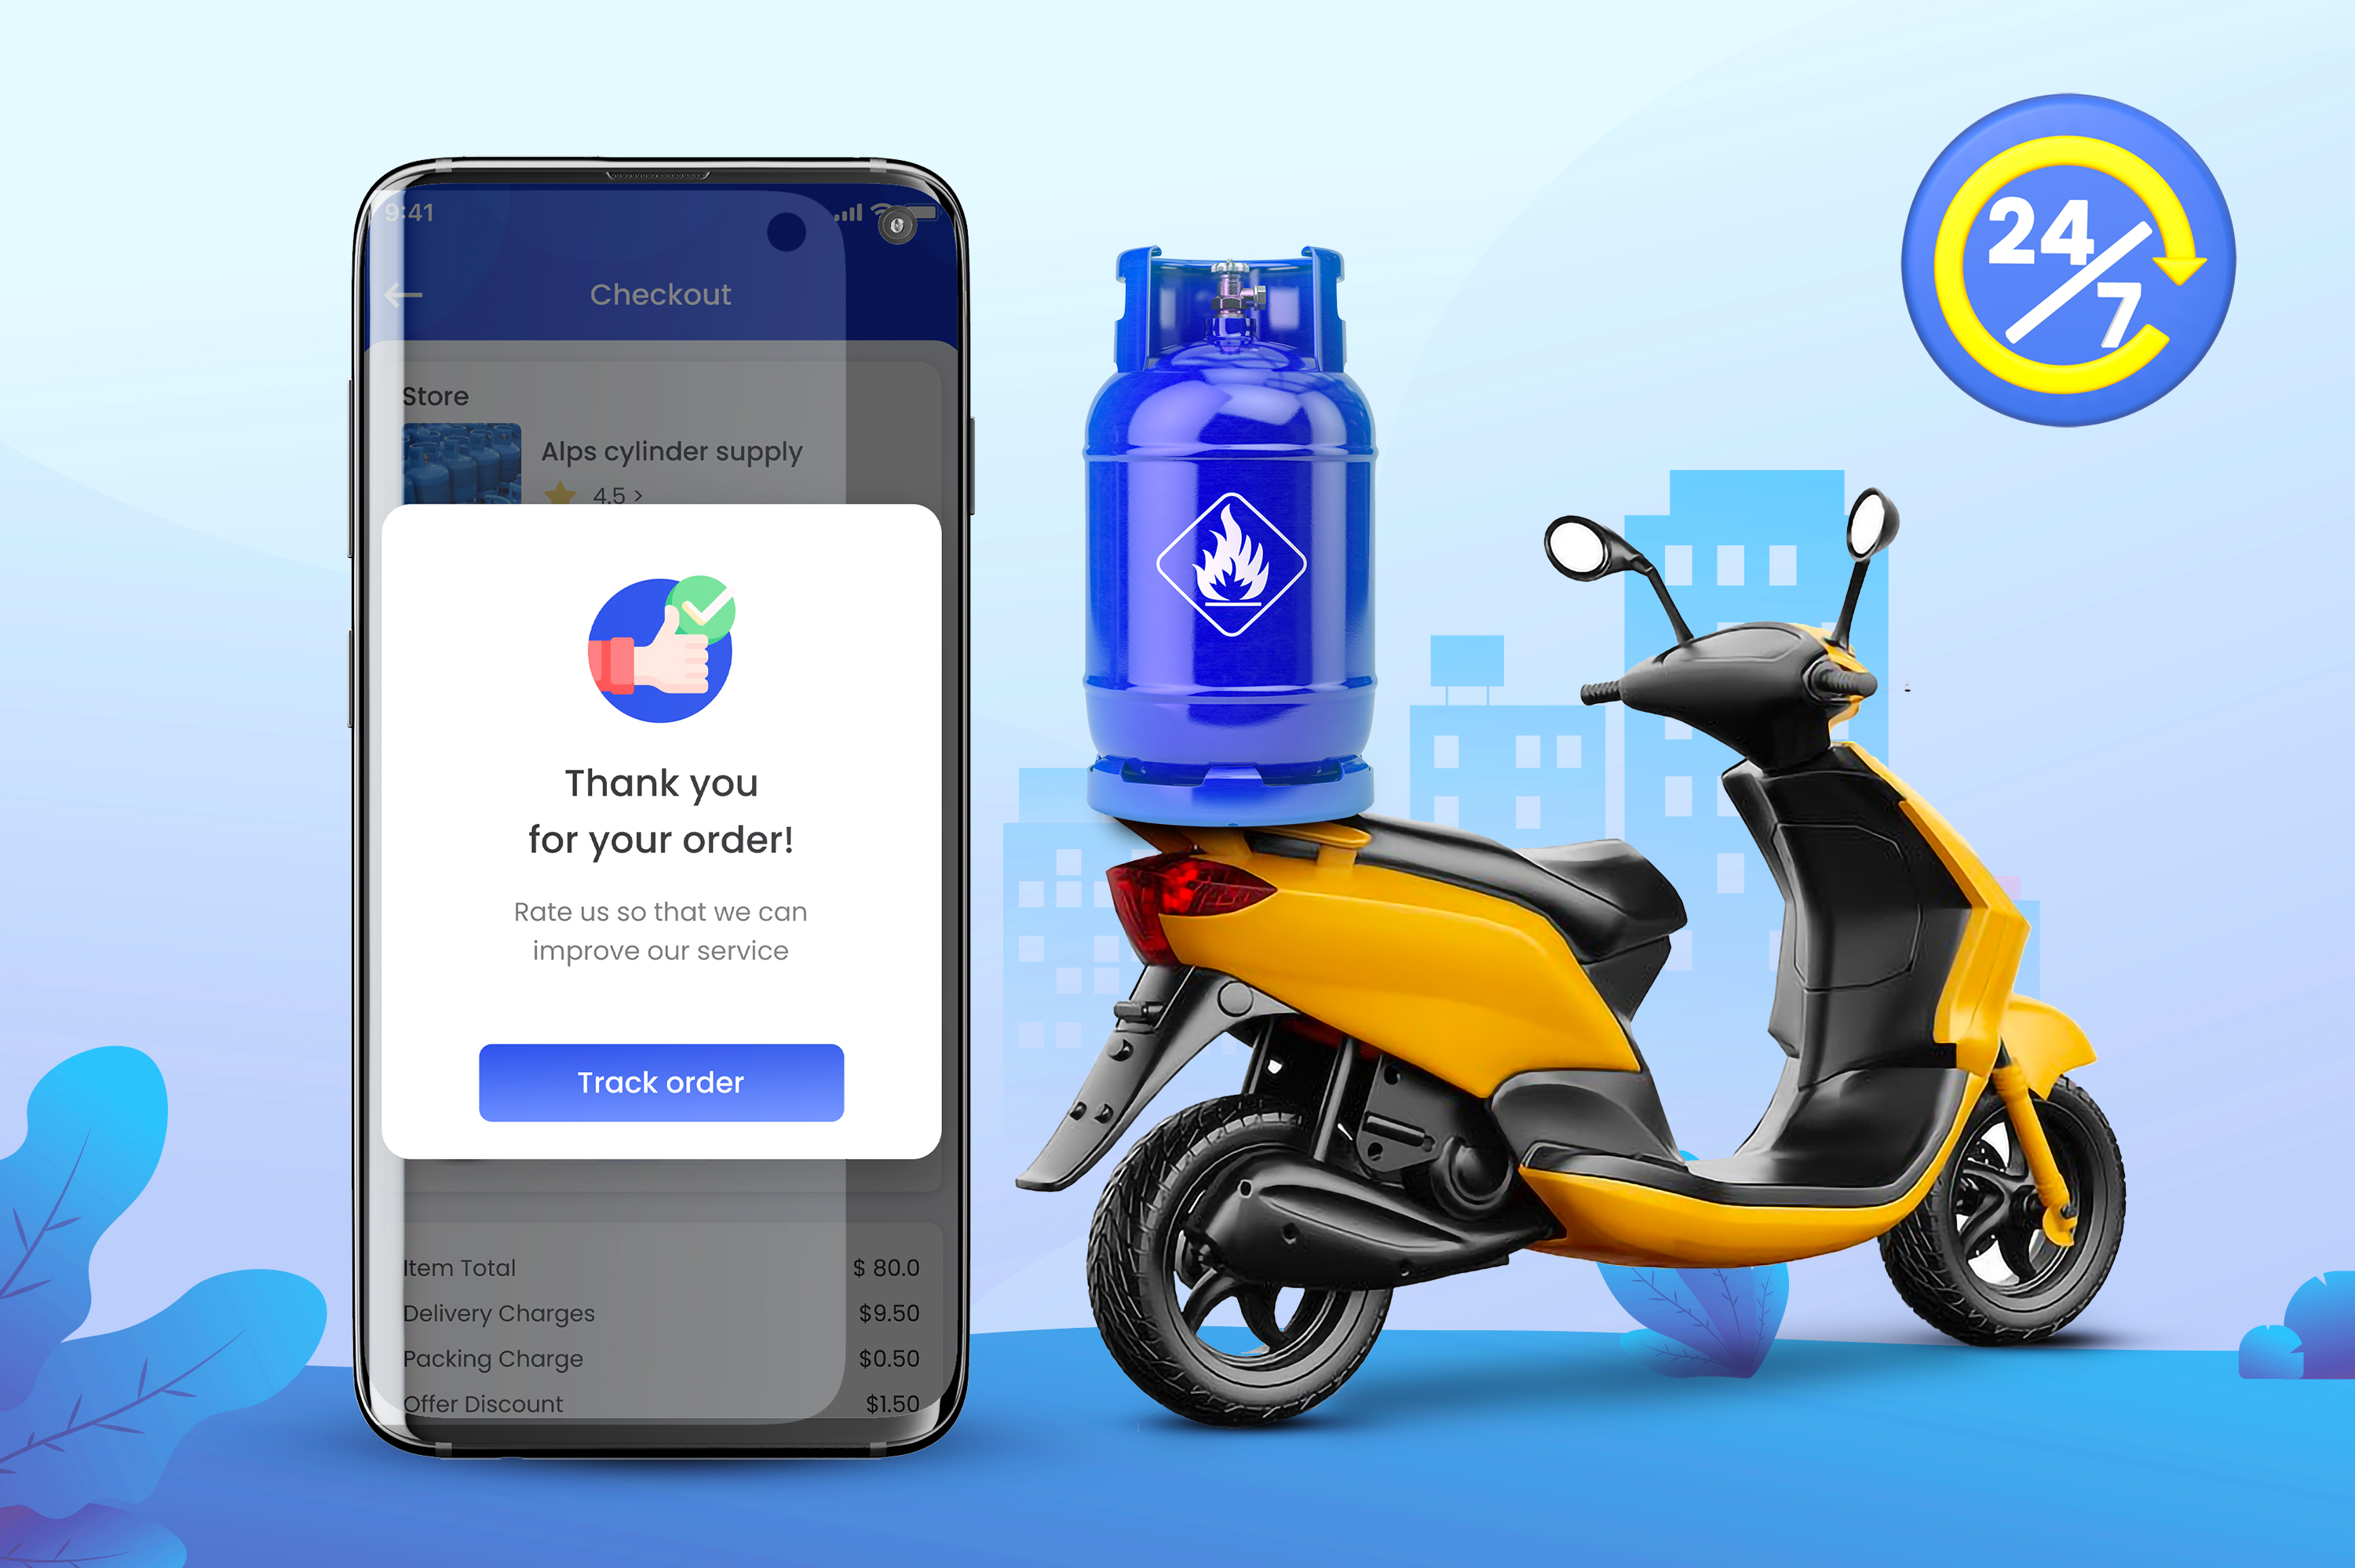 9:41
Checkout
Store
Alps cylinder supply
4.5 >
Thank you
for your order!
Rate us so that we can
improve our service
Track order
Item Total $ 80.0
Delivery Charges $9.50
Packing Charge $0.50
Offer Discount $1.50
24/7